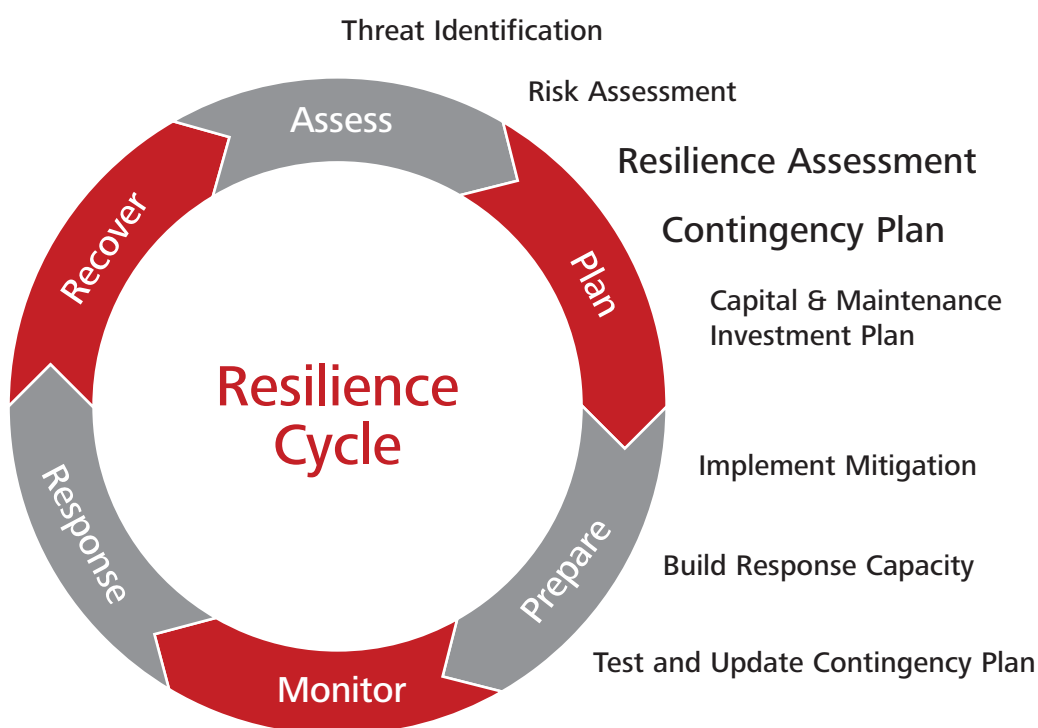 Threat Identification
Risk Assessment
Assess
Resilience Assessment
Contingency Plan
Plan
Capital & Maintenance
Investment Plan
Recover
Resilience
Cycle
Implement Mitigation
Response
Prepare
Build Response Capacity
Test and Update Contingency Plan
Monitor